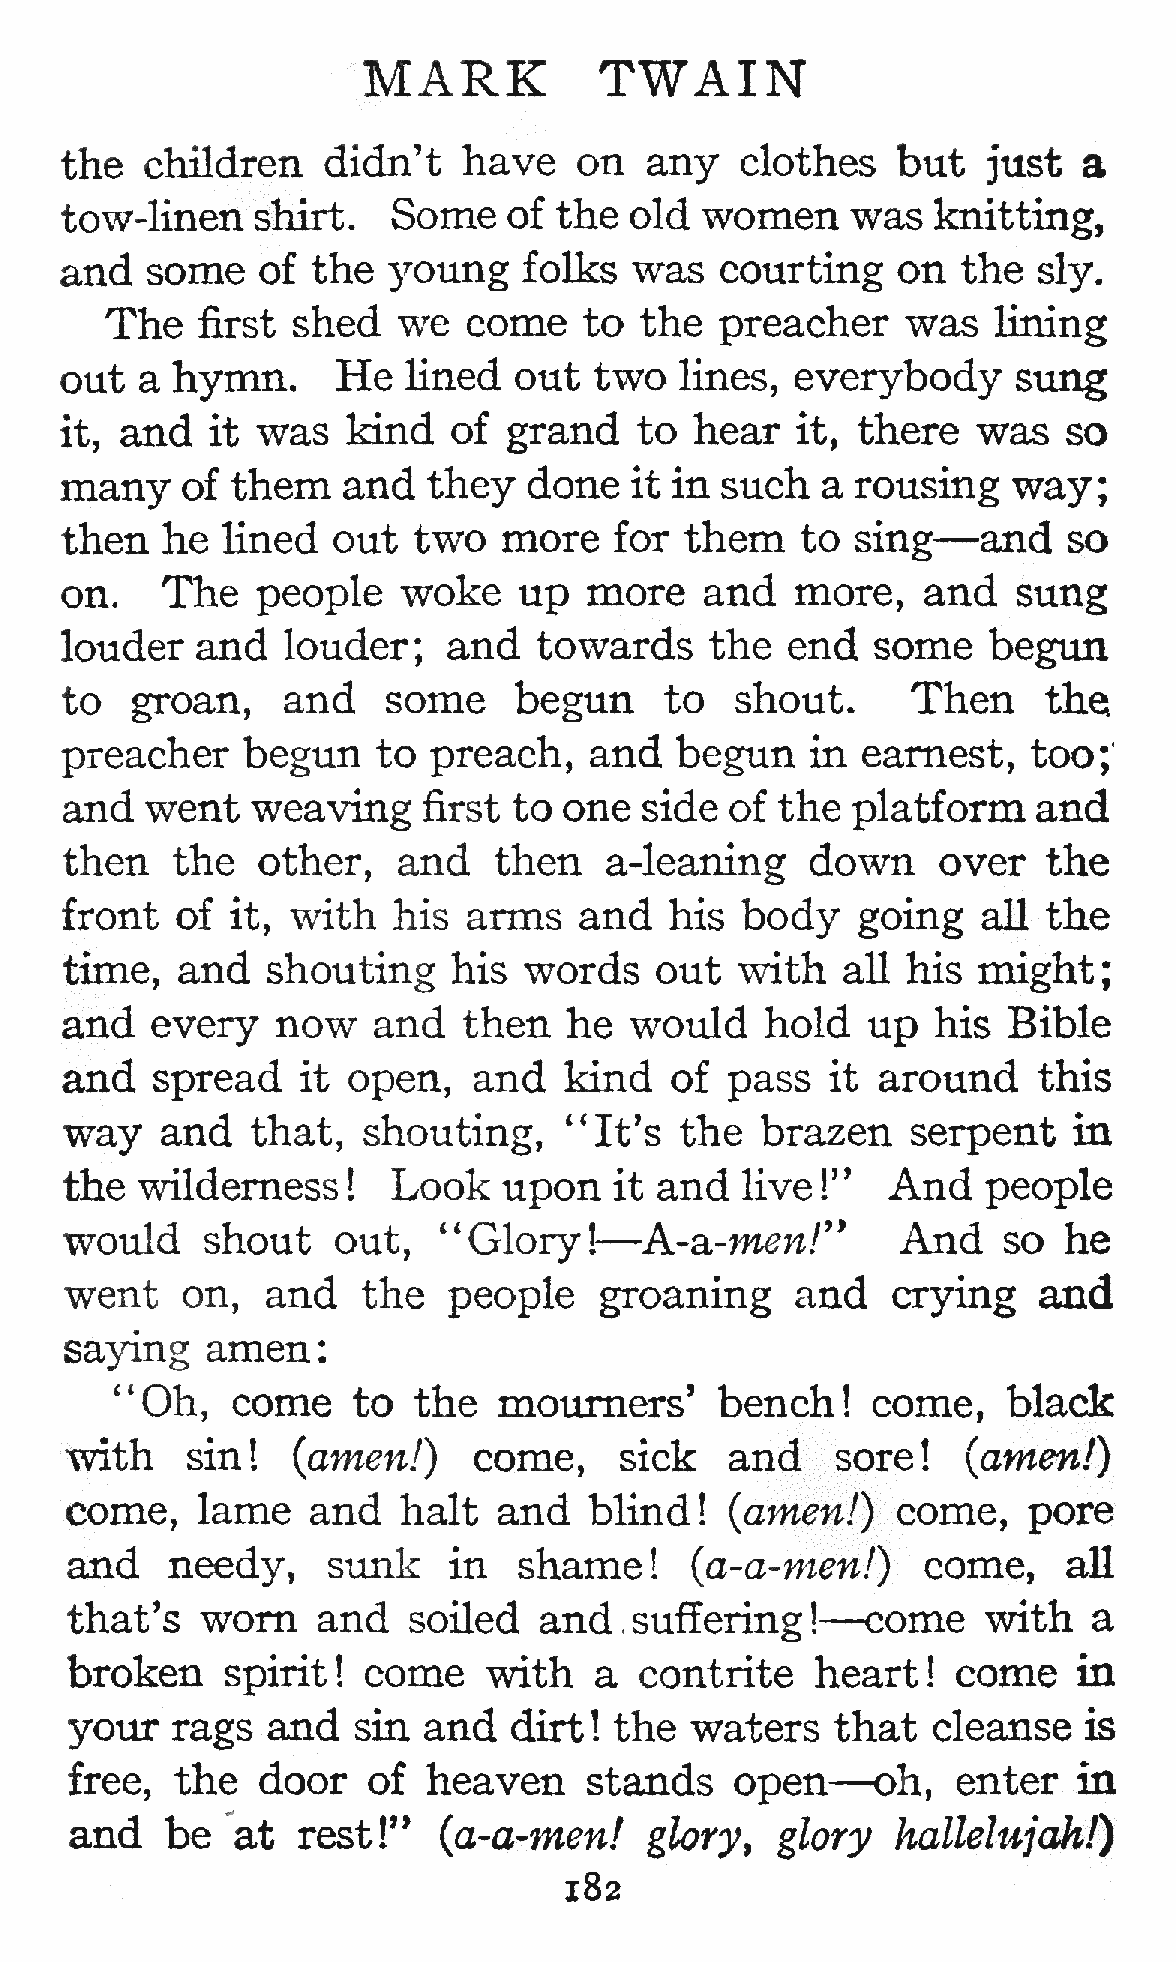 MARK TWAIN
the children didn't have on any clothes but just a
tow-linen shirt. Some of the old women was knitting,
and some of the young folks was courting on the sly.
The first shed we come to the preacher was lining
out a hymn. He lined out two lines, everybody sung
it, and it was kind of grand to hear it, there was so
many of them and they done it in such a rousing way;
then he lined out two more for them to sing—and so
on. The people woke up more and more, and sung
louder and louder; and towards the end some begun
to groan, and some begun to shout. Then the
preacher begun to preach, and begun in earnest, too;
and went weaving first to one side of the platform and
then the other, and then a-leaning down over the
front of it, with his arms and his body going all the
time, and shouting his words out with all his might;
and every now and then he would hold up his Bible
and spread it open, and kind of pass it around this
way and that, shouting, "It's the brazen serpent in
the wilderness! Look upon it and live!" And people
would shout out, "Glory!—A-a-men!" And so he
went on, and the people groaning and crying and
saying amen:
"Oh, come to the mourners' bench! come, black
with sin! (amen!) come, sick and sore! (amen!)
come, lame and halt and blind! (amen!) come, pore
and needy, sunk in shame! (a-a-men!) come, all
that's worn and soiled and suffering!—come with a
broken spirit! come with a contrite heart! come in
your rags and sin and dirt! the waters that cleanse is
free, the door of heaven stands open—oh, enter in
and be at rest!" (a-a-men! glory, glory hallelujah!)
182